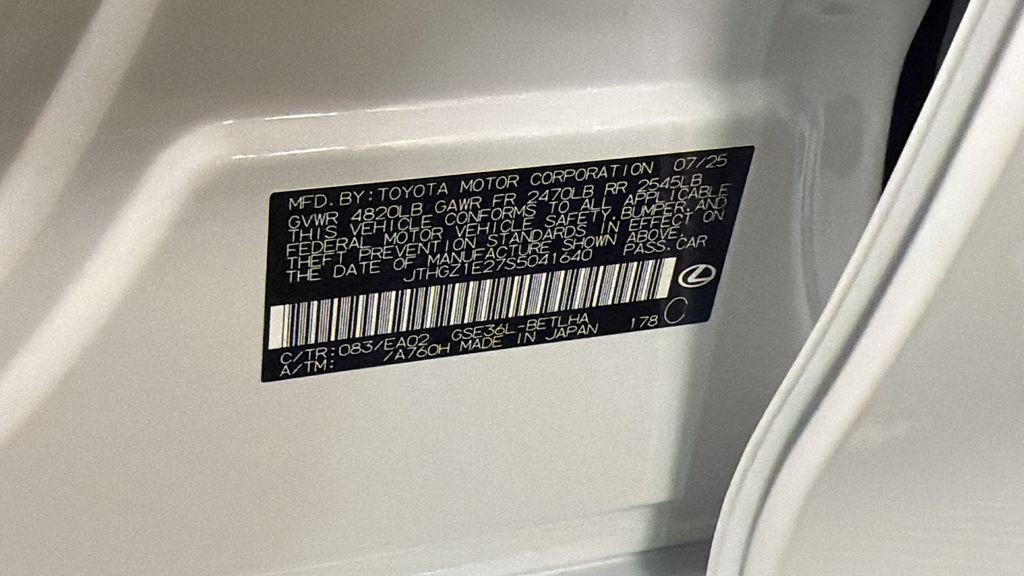 MFD. BY: TOYOTA MOTOR CORPORATION 07/25
GVWR 4820LB GAWR FR 2470LB RR 2545LB
THIS VEHICLE CONFORMS TO ALL APPLICABLE
FEDERAL MOTOR VEHICLE SAFETY, BUMPER, AND
THEFT PREVENTION STANDARDS IN EFFECT ON
THE DATE OF MANUFACTURE SHOWN ABOVE.
JTHGZ1E27S5041640 PASS-CAR
C/TR: 083/EA02 GSE36L-BETLHA 178 C
A/TM: /A760H MADE IN JAPAN